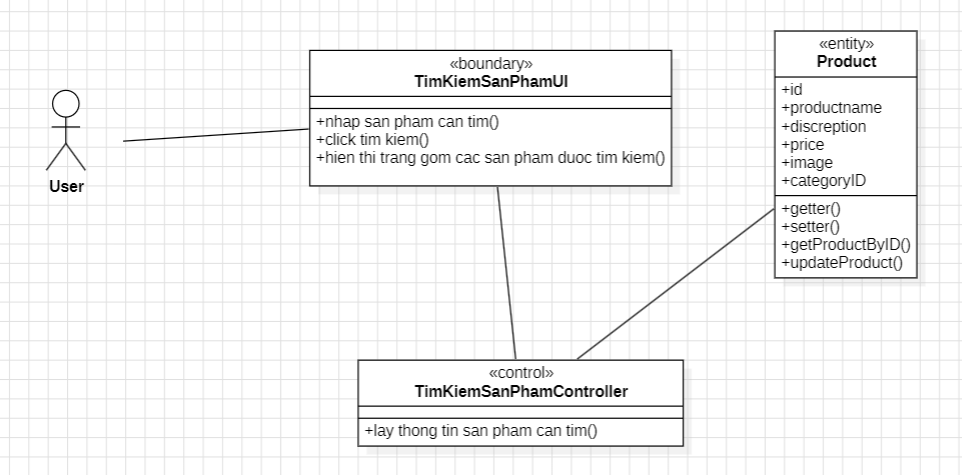 User
«boundary»
TimKiemSanPhamUI
+nhap san pham can tim()
+click tim kiem()
+hien thi trang gom cac san pham duoc tim kiem()
«entity»
Product
+id
+productname
+discreption
+price
+image
+categoryID
+getter()
+setter()
+getProductByID()
+updateProduct()
«control»
TimKiemSanPhamController
+lay thong tin san pham can tim()